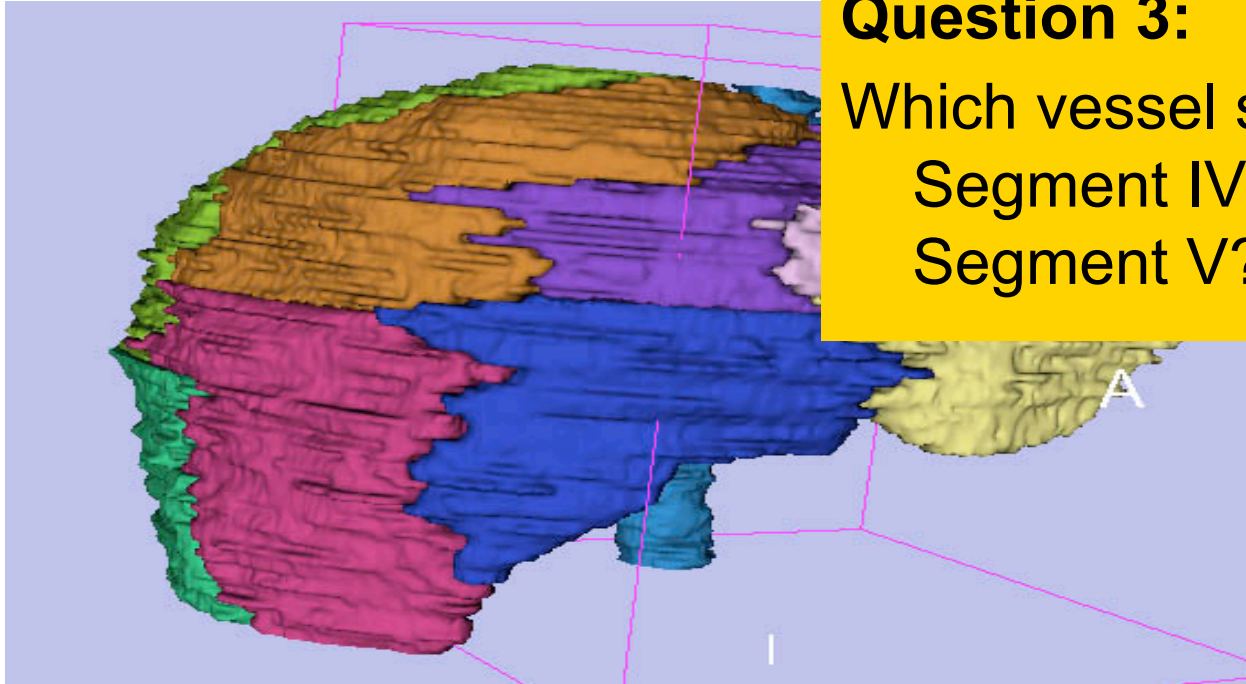 Question 3:
Which vessel s
Segment IV
Segment V?
A
I